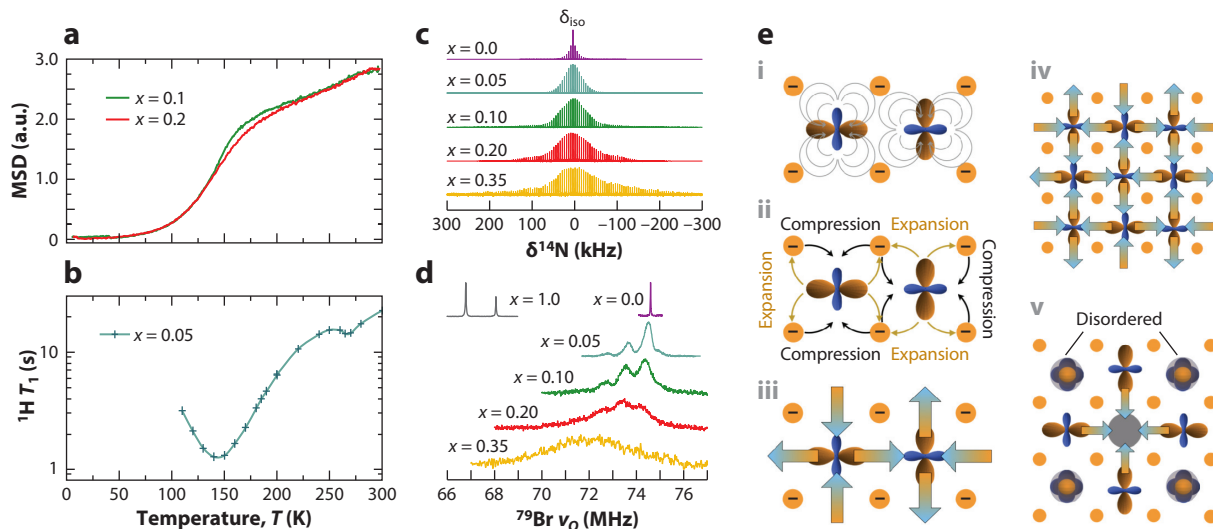 a
MSD (a.u.)
3.0
2.0
1.0
0
x = 0.1
x = 0.2
b
¹H T₁ (s)
10
1
x = 0.05
0
50
100
150
200
250
300
Temperature, T (K)
c
δiso
x = 0.0
x = 0.05
x = 0.10
x = 0.20
x = 0.35
300
200
100
0
−100
−200
−300
δ¹⁴N (kHz)
d
x = 1.0
x = 0.0
x = 0.05
x = 0.10
x = 0.20
x = 0.35
66
68
70
72
74
76
⁷⁹Br νQ (MHz)
e
i
− − −
− − −
ii
Compression Expansion
− − −
Expansion
Compression
− − −
Compression Expansion
iii
− − −
− − −
iv
v
Disordered